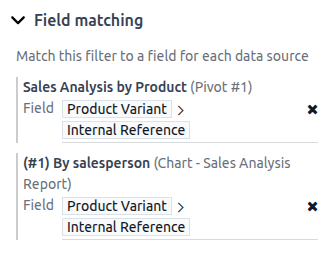 Field matching
Match this filter to a field for each data source
Sales Analysis by Product (Pivot #1)
Field Product Variant >
Internal Reference
(#1) By salesperson (Chart - Sales Analysis
Report)
Field Product Variant >
Internal Reference